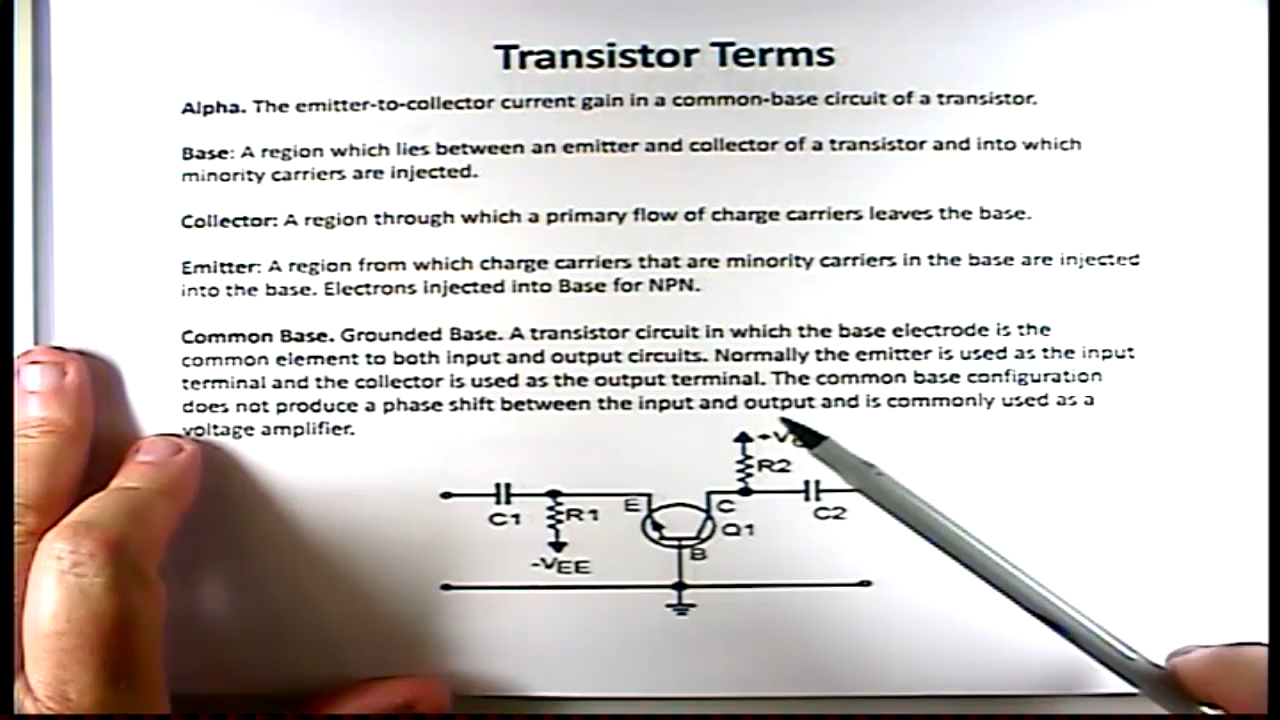 Transistor Terms
Alpha. The emitter-to-collector current gain in a common-base circuit of a transistor.
Base: A region which lies between an emitter and collector of a transistor and into which
minority carriers are injected.
Collector: A region through which a primary flow of charge carriers leaves the base.
Emitter: A region from which charge carriers that are minority carriers in the base are injected
into the base. Electrons injected into Base for NPN.
Common Base. Grounded Base. A transistor circuit in which the base electrode is the
common element to both input and output circuits. Normally the emitter is used as the input
terminal and the collector is used as the output terminal. The common base configuration
does not produce a phase shift between the input and output and is commonly used as a
voltage amplifier.
R2
E
C
C1
R1
C2
Q1
B
-VEE